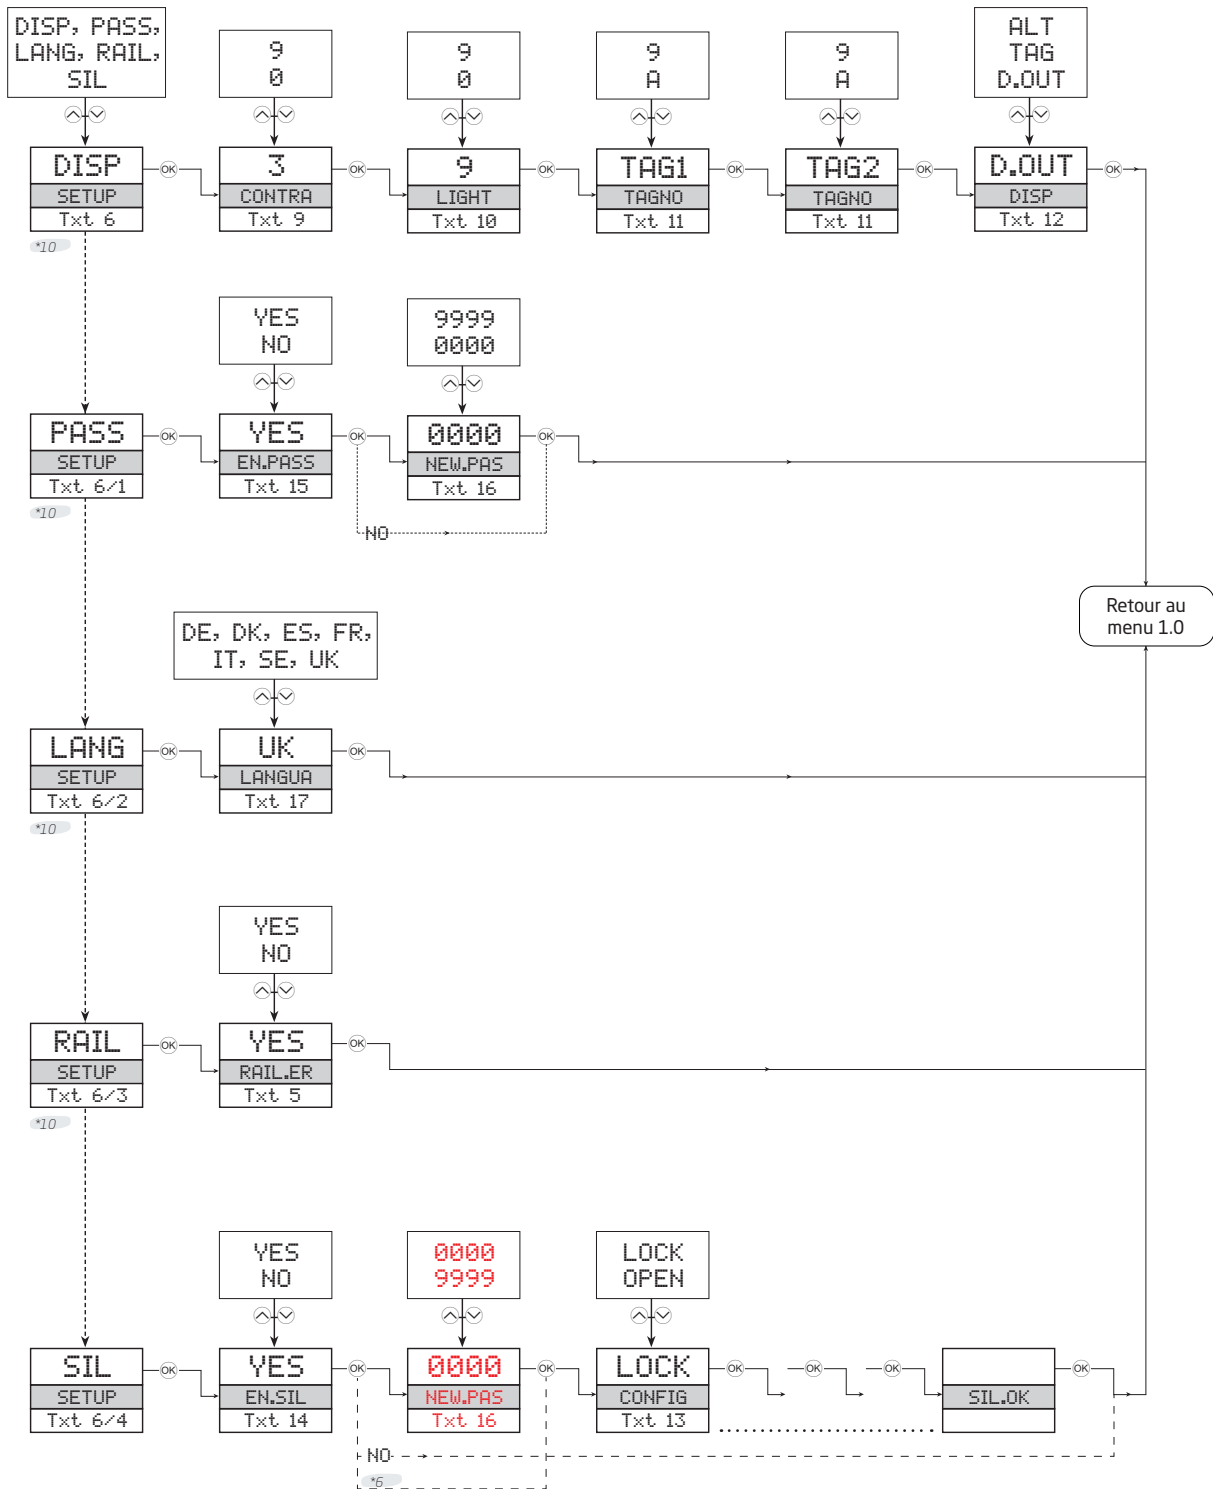 DISP, PASS,
LANG, RAIL,
SIL
9
0
9
0
9
A
9
A
ALT
TAG
D.OUT
DISP
SETUP
Txt 6
OK
3
CONTRA
Txt 9
OK
9
LIGHT
Txt 10
OK
TAG1
TAGNO
Txt 11
OK
TAG2
TAGNO
Txt 11
OK
D.OUT
DISP
Txt 12
OK
*10
YES
NO
9999
0000
PASS
SETUP
Txt 6/1
OK
YES
EN.PASS
Txt 15
OK
0000
NEW.PAS
Txt 16
OK
*10
NO
Retour au
menu 1.0
DE, DK, ES, FR,
IT, SE, UK
LANG
SETUP
Txt 6/2
OK
UK
LANGUA
Txt 17
OK
*10
YES
NO
RAIL
SETUP
Txt 6/3
OK
YES
RAIL.ER
Txt 5
OK
*10
YES
NO
0000
9999
LOCK
OPEN
SIL
SETUP
Txt 6/4
OK
YES
EN.SIL
Txt 14
OK
0000
NEW.PAS
Txt 16
OK
LOCK
CONFIG
Txt 13
OK
OK
OK
SIL.OK
OK
NO
*6